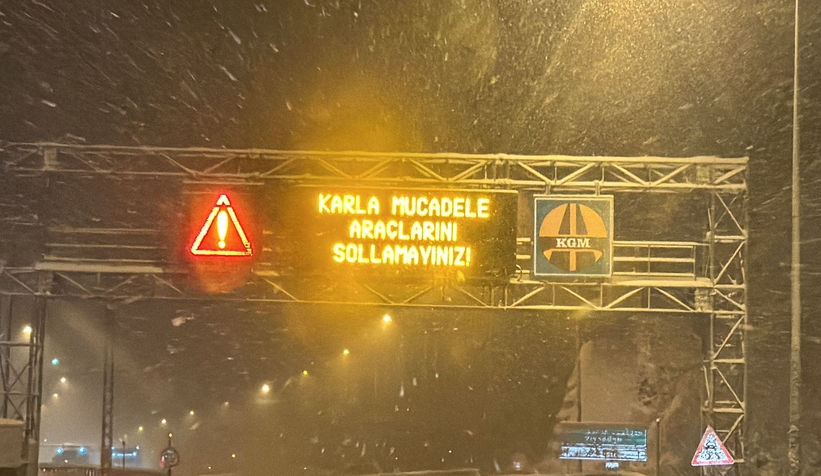 KARLA MUCADELE
ARAÇLARINI
SOLLAMAYINIZ!
KGM